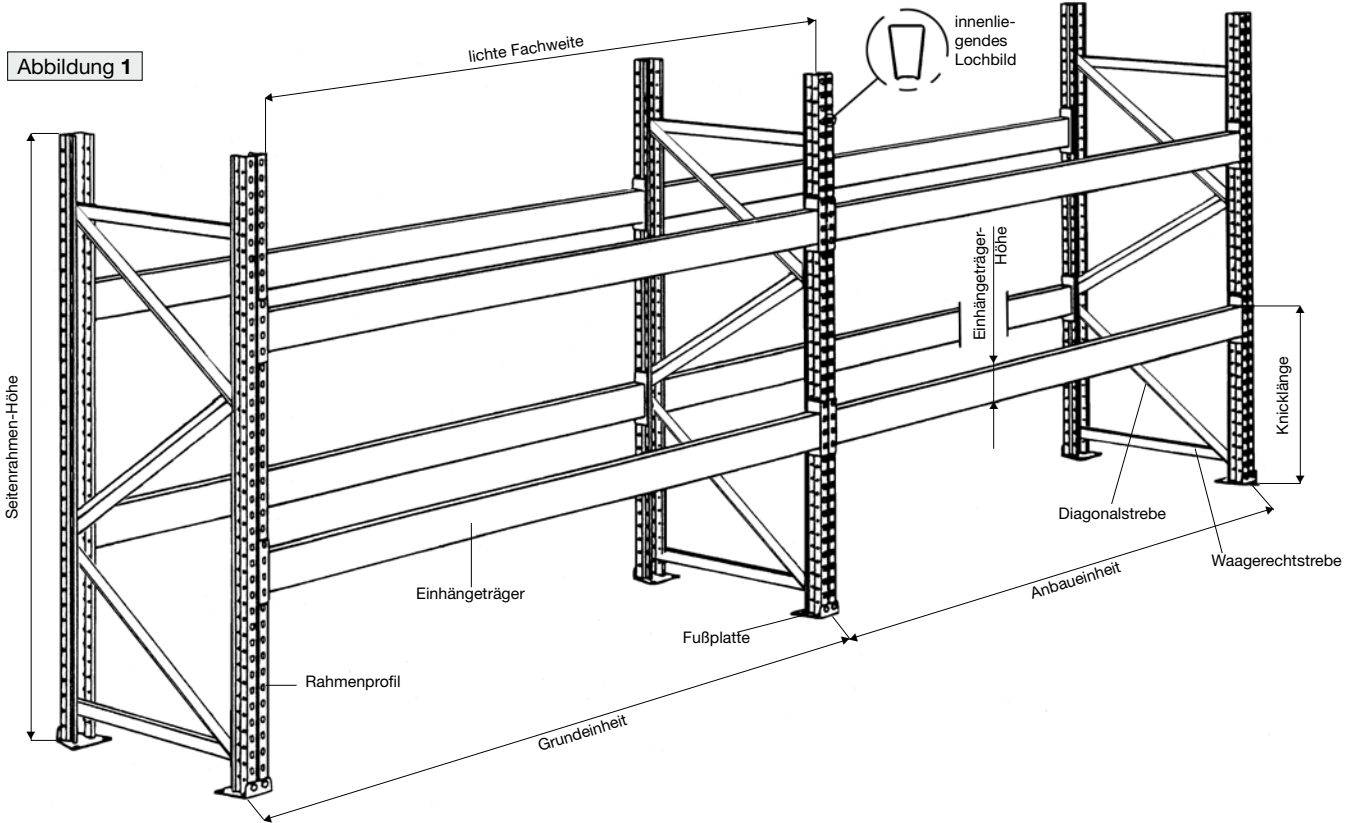 Abbildung 1
lichte Fachweite
innenlie-
gendes
Lochbild
Seitenrahmen-Höhe
Einhängeträger-
Höhe
Knicklänge
Diagonalstrebe
Waagerechtstrebe
Einhängeträger
Anbaueinheit
Fußplatte
Rahmenprofil
Grundeinheit